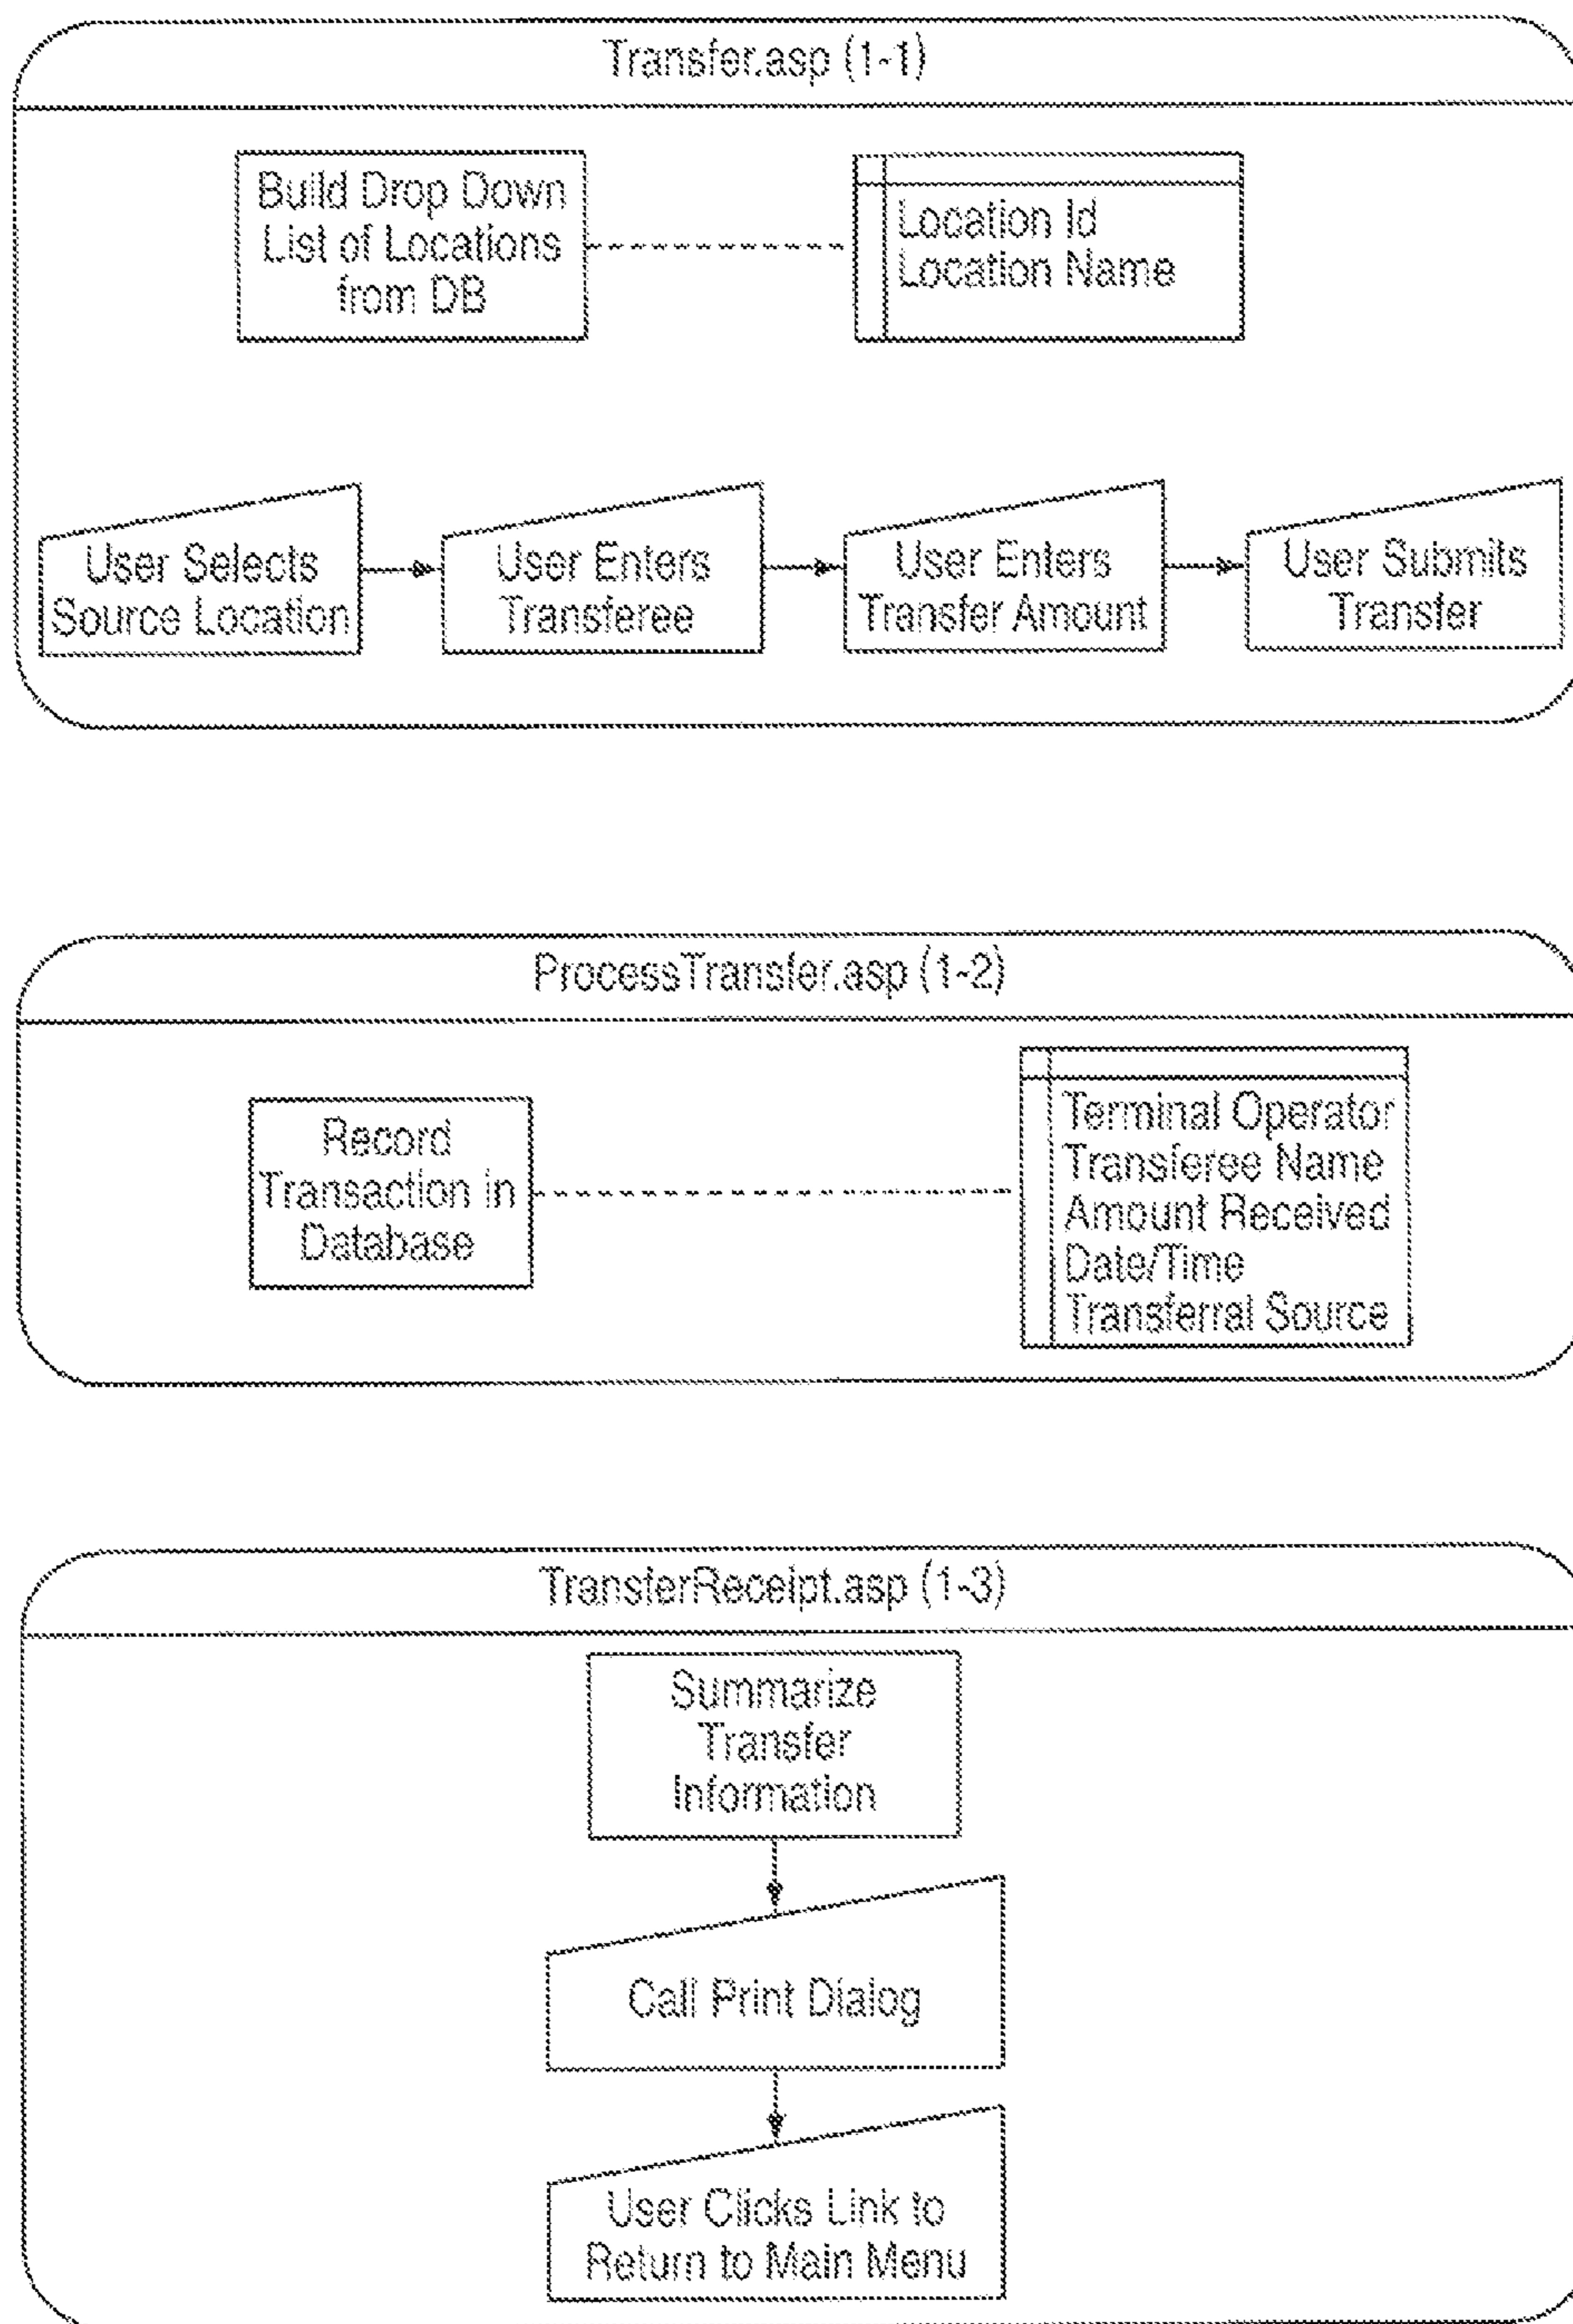 Transfer.asp (1-1)
Build Drop Down
List of Locations
from DB
Location Id
Location Name
User Selects
Source Location
User Enters
Transferee
User Enters
Transfer Amount
User Submits
Transfer
ProcessTransfer.asp (1-2)
Record
Transaction in
Database
Terminal Operator
Transferee Name
Amount Received
Date/Time
Transferral Source
TransferReceipt.asp (1-3)
Summarize
Transfer
Information
Call Print Dialog
User Clicks Link to
Return to Main Menu